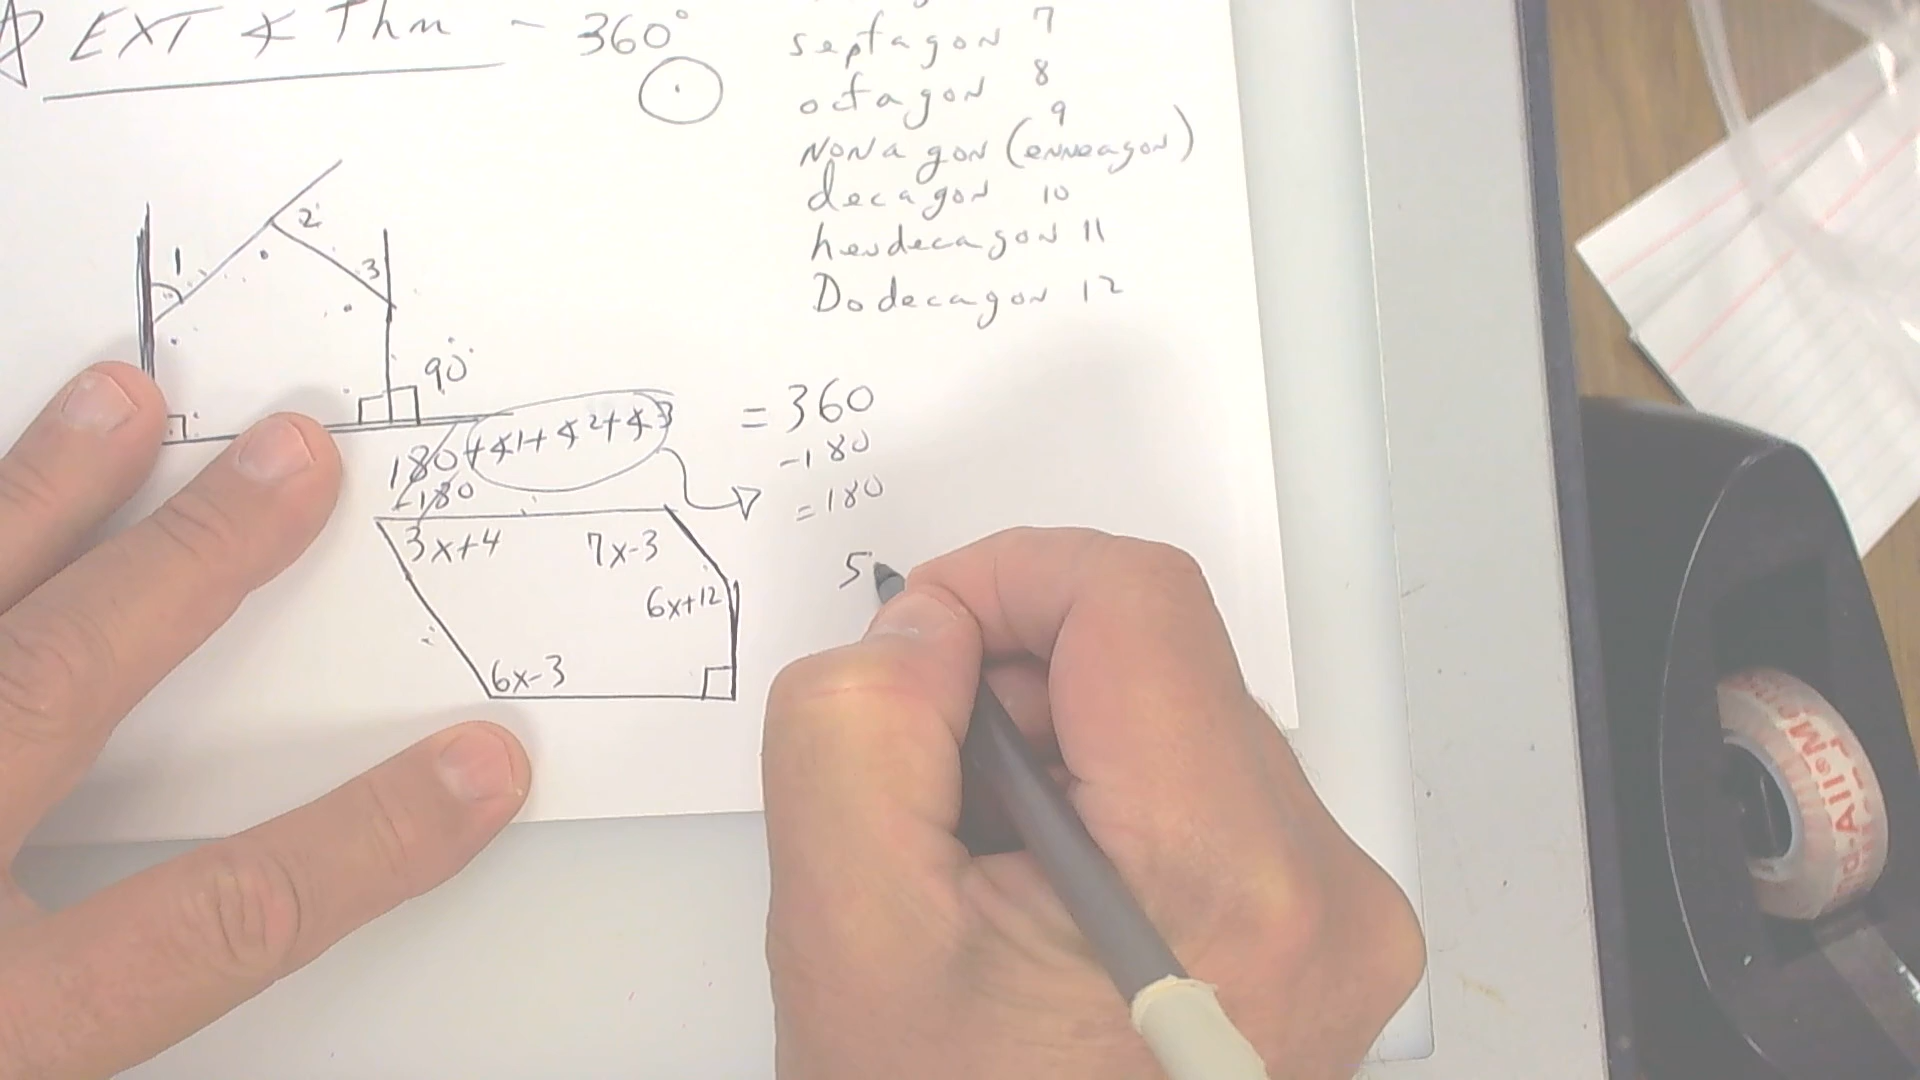 EXT ∡ Thm - 360°
septagon 7
octagon 8
Nonagon (enneagon) 9
decagon 10
hendecagon 11
Dodecagon 12
1
2
3
90°
180+∡1+∡2+∡3 = 360
-180 -180
= 180
3x+4
7x-3
6x+12
6x-3
5